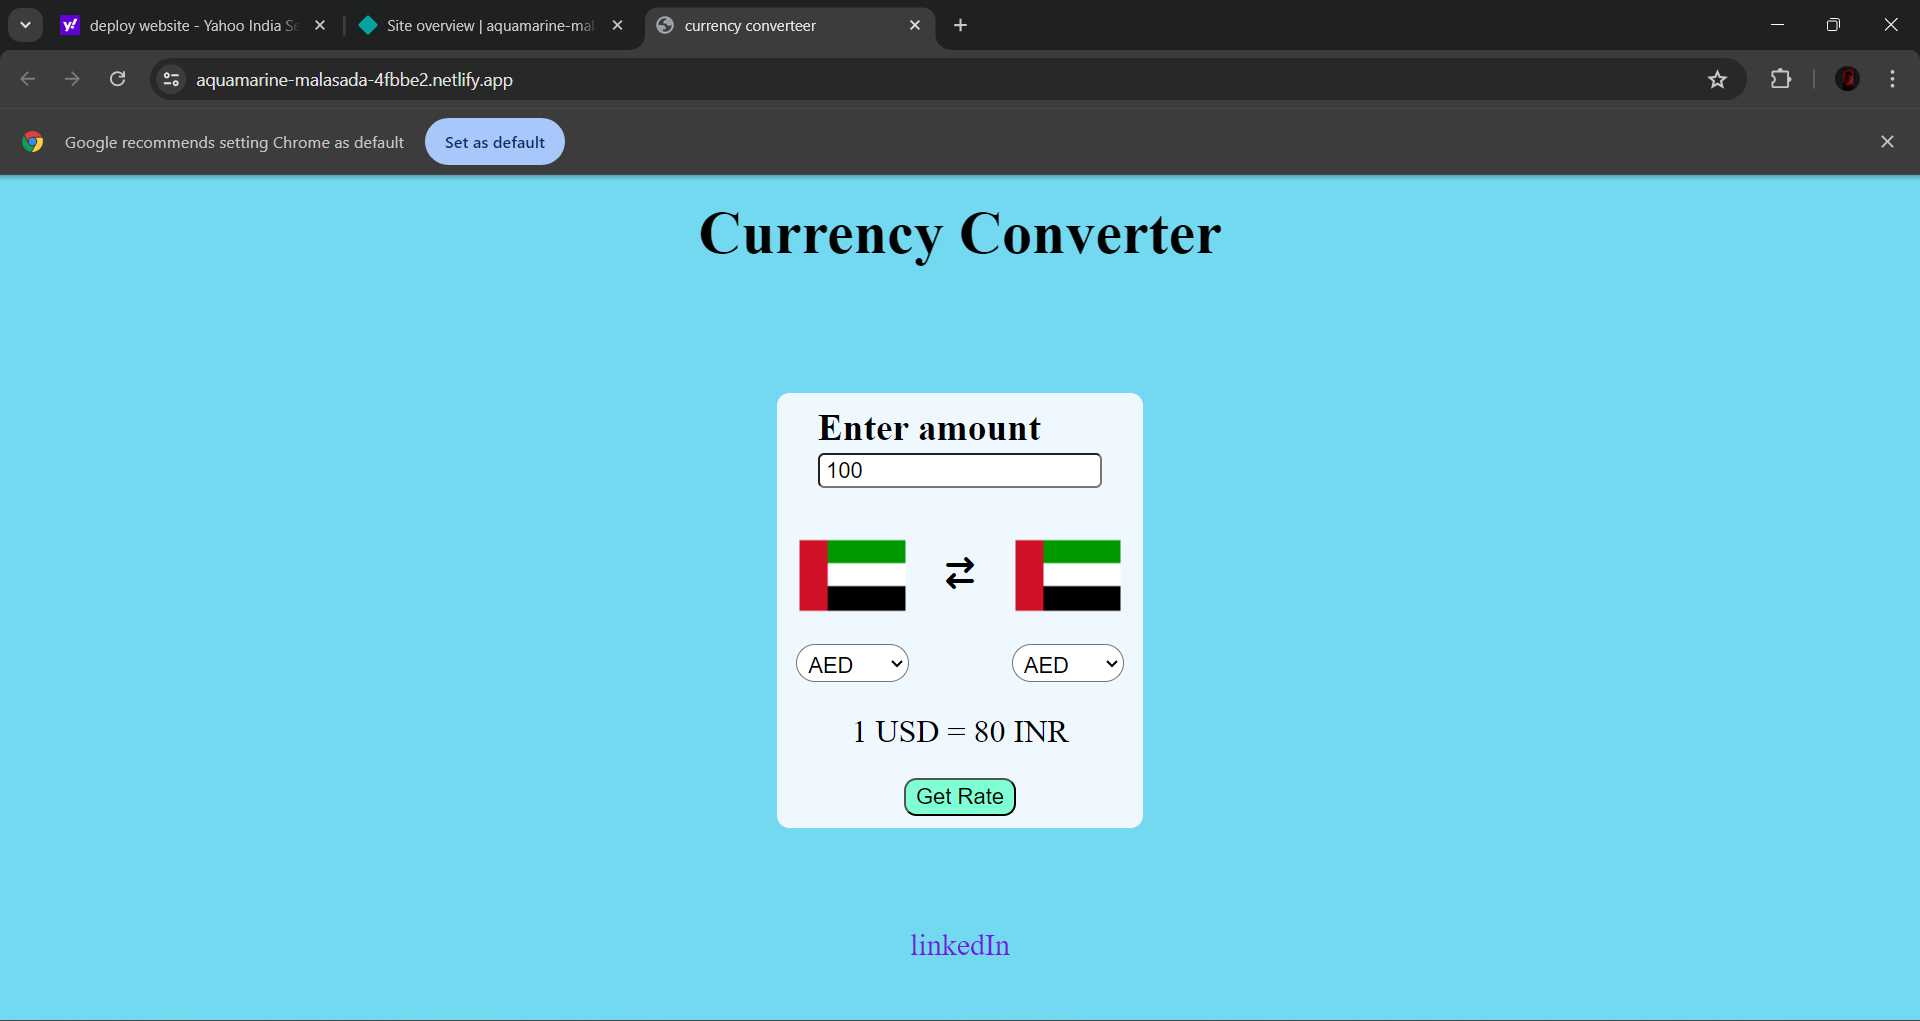 deploy website - Yahoo India Se
Site overview | aquamarine-mal
currency converteer
aquamarine-malasada-4fbbe2.netlify.app
Google recommends setting Chrome as default
Set as default
Currency Converter
Enter amount
100
AED
AED
1 USD = 80 INR
Get Rate
linkedIn